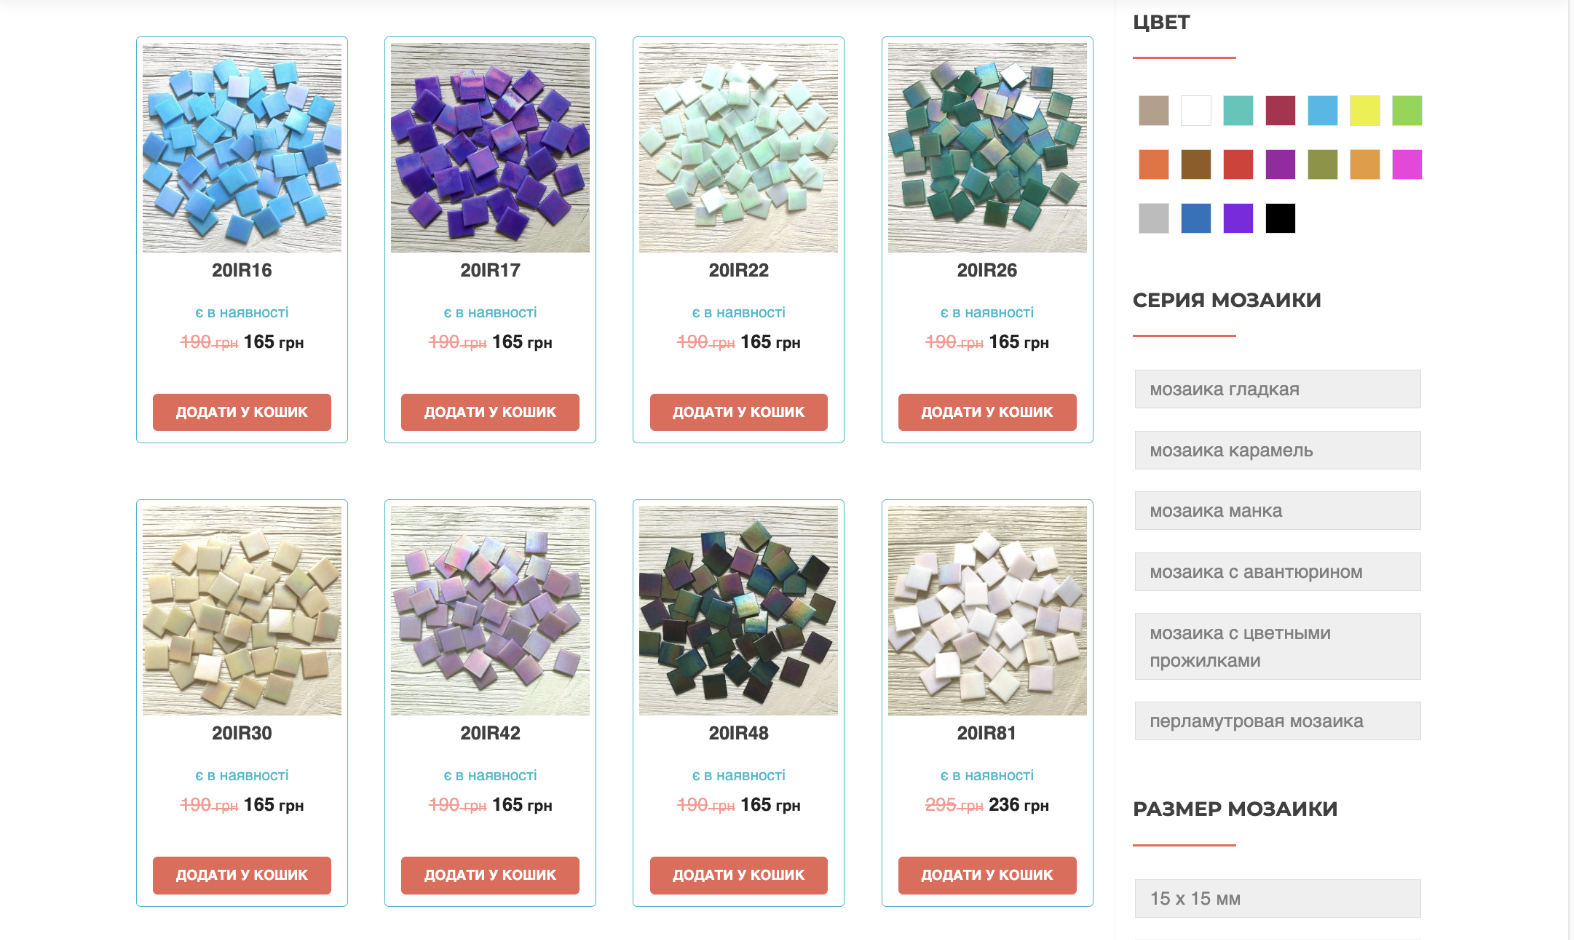 20IR16
є в наявності
190 грн 165 грн
ДОДАТИ У КОШИК
20IR17
є в наявності
190 грн 165 грн
ДОДАТИ У КОШИК
20IR22
є в наявності
190 грн 165 грн
ДОДАТИ У КОШИК
20IR26
є в наявності
190 грн 165 грн
ДОДАТИ У КОШИК
20IR30
є в наявності
190 грн 165 грн
ДОДАТИ У КОШИК
20IR42
є в наявності
190 грн 165 грн
ДОДАТИ У КОШИК
20IR48
є в наявності
190 грн 165 грн
ДОДАТИ У КОШИК
20IR81
є в наявності
295 грн 236 грн
ДОДАТИ У КОШИК
ЦВЕТ
СЕРИЯ МОЗАИКИ
мозаика гладкая
мозаика карамель
мозаика манка
мозаика с авантюрином
мозаика с цветными
прожилками
перламутровая мозаика
РАЗМЕР МОЗАИКИ
15 x 15 мм